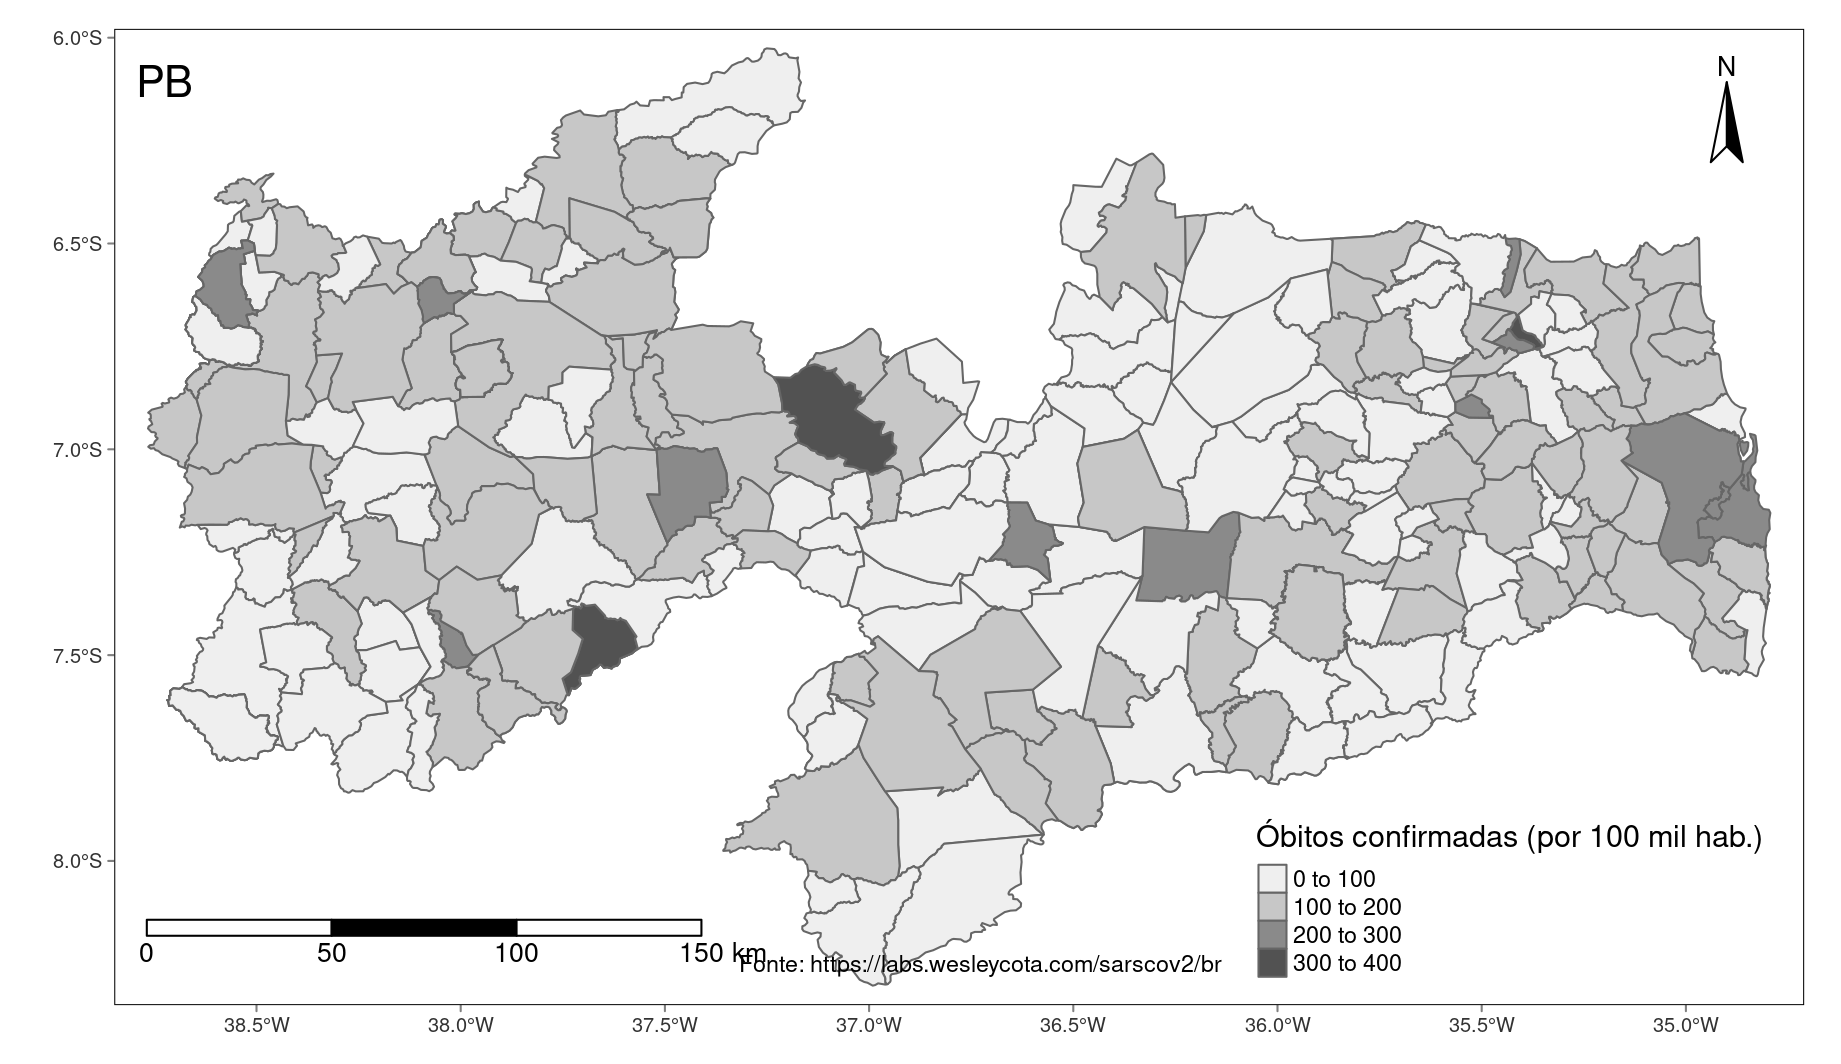 PB
N
6.0°S
6.5°S
7.0°S
7.5°S
8.0°S
Óbitos confirmadas (por 100 mil hab.)
0 to 100
100 to 200
200 to 300
300 to 400
0 50 100 150 km
Fonte: https://labs.wesleycota.com/sarscov2/br
38.5°W 38.0°W 37.5°W 37.0°W 36.5°W 36.0°W 35.5°W 35.0°W